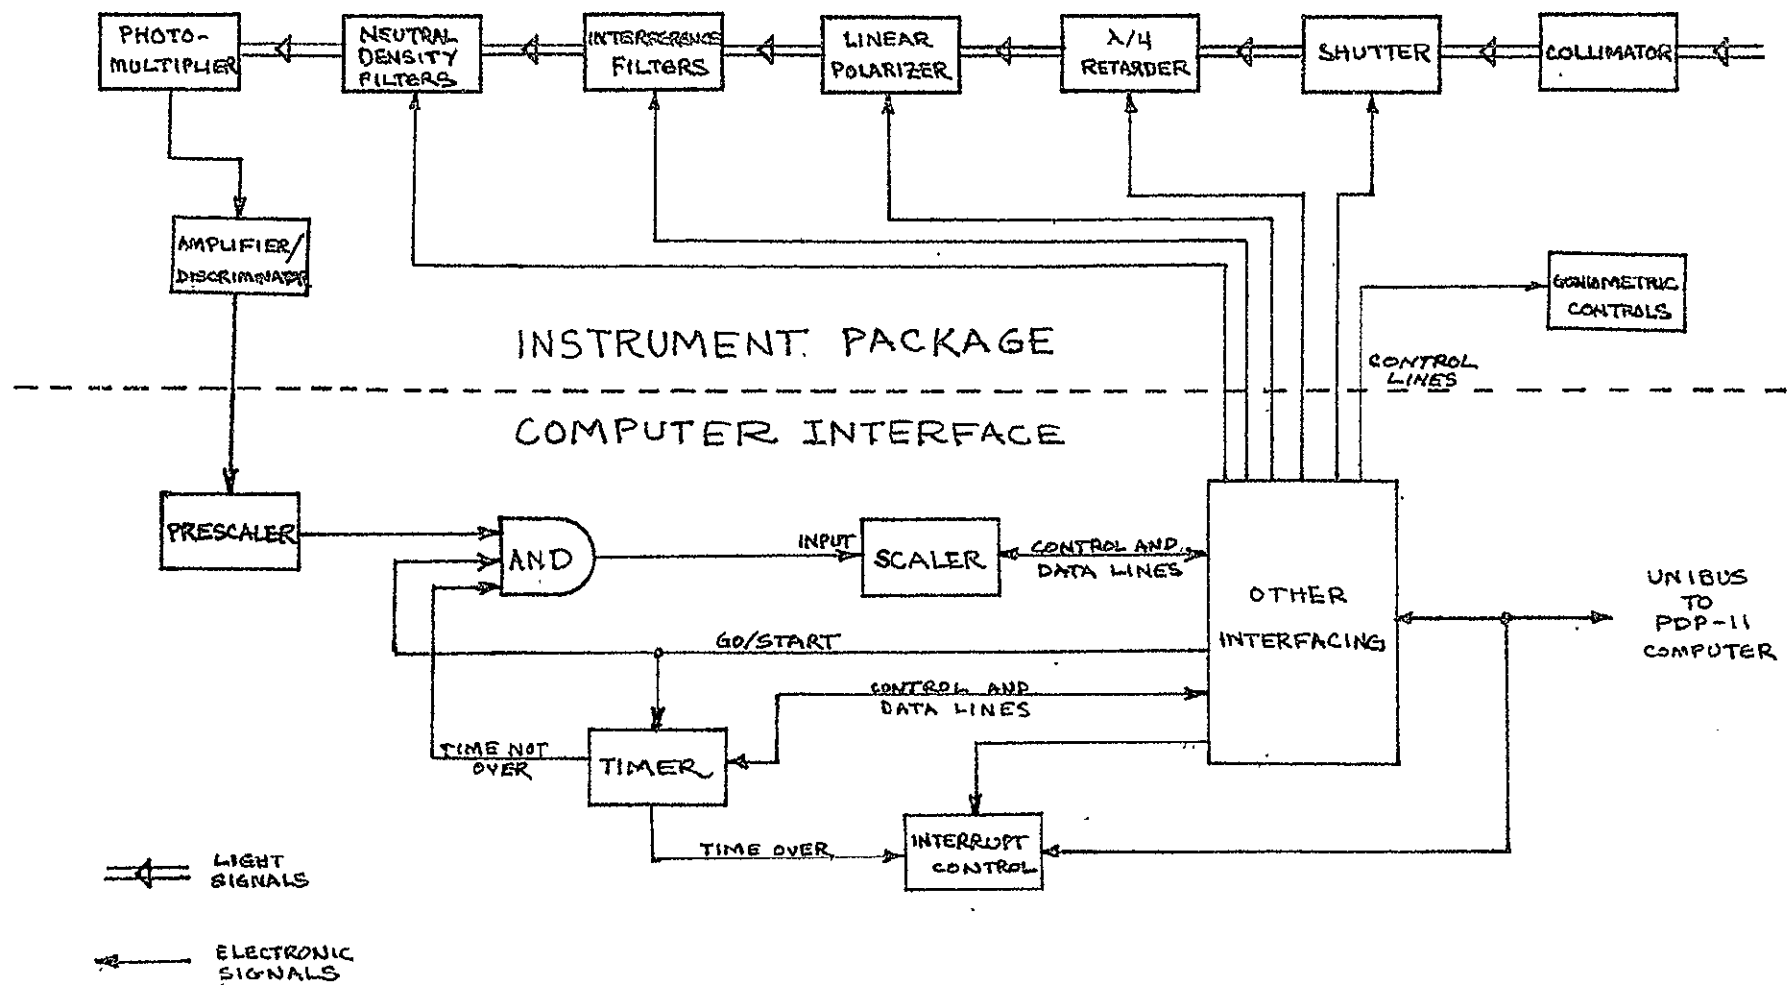 PHOTO-
MULTIPLIER
NEUTRAL
DENSITY
FILTERS
INTERFERENCE
FILTERS
LINEAR
POLARIZER
λ/4
RETARDER
SHUTTER
COLLIMATOR
AMPLIFIER/
DISCRIMINATOR
GONIOMETRIC
CONTROLS
INSTRUMENT PACKAGE
CONTROL
LINES
COMPUTER INTERFACE
PRESCALER
AND
INPUT
SCALER
CONTROL AND
DATA LINES
OTHER
INTERFACING
UNIBUS
TO
PDP-11
COMPUTER
GO/START
CONTROL AND
DATA LINES
TIME NOT
OVER
TIMER
TIME OVER
INTERRUPT
CONTROL
LIGHT
SIGNALS
ELECTRONIC
SIGNALS